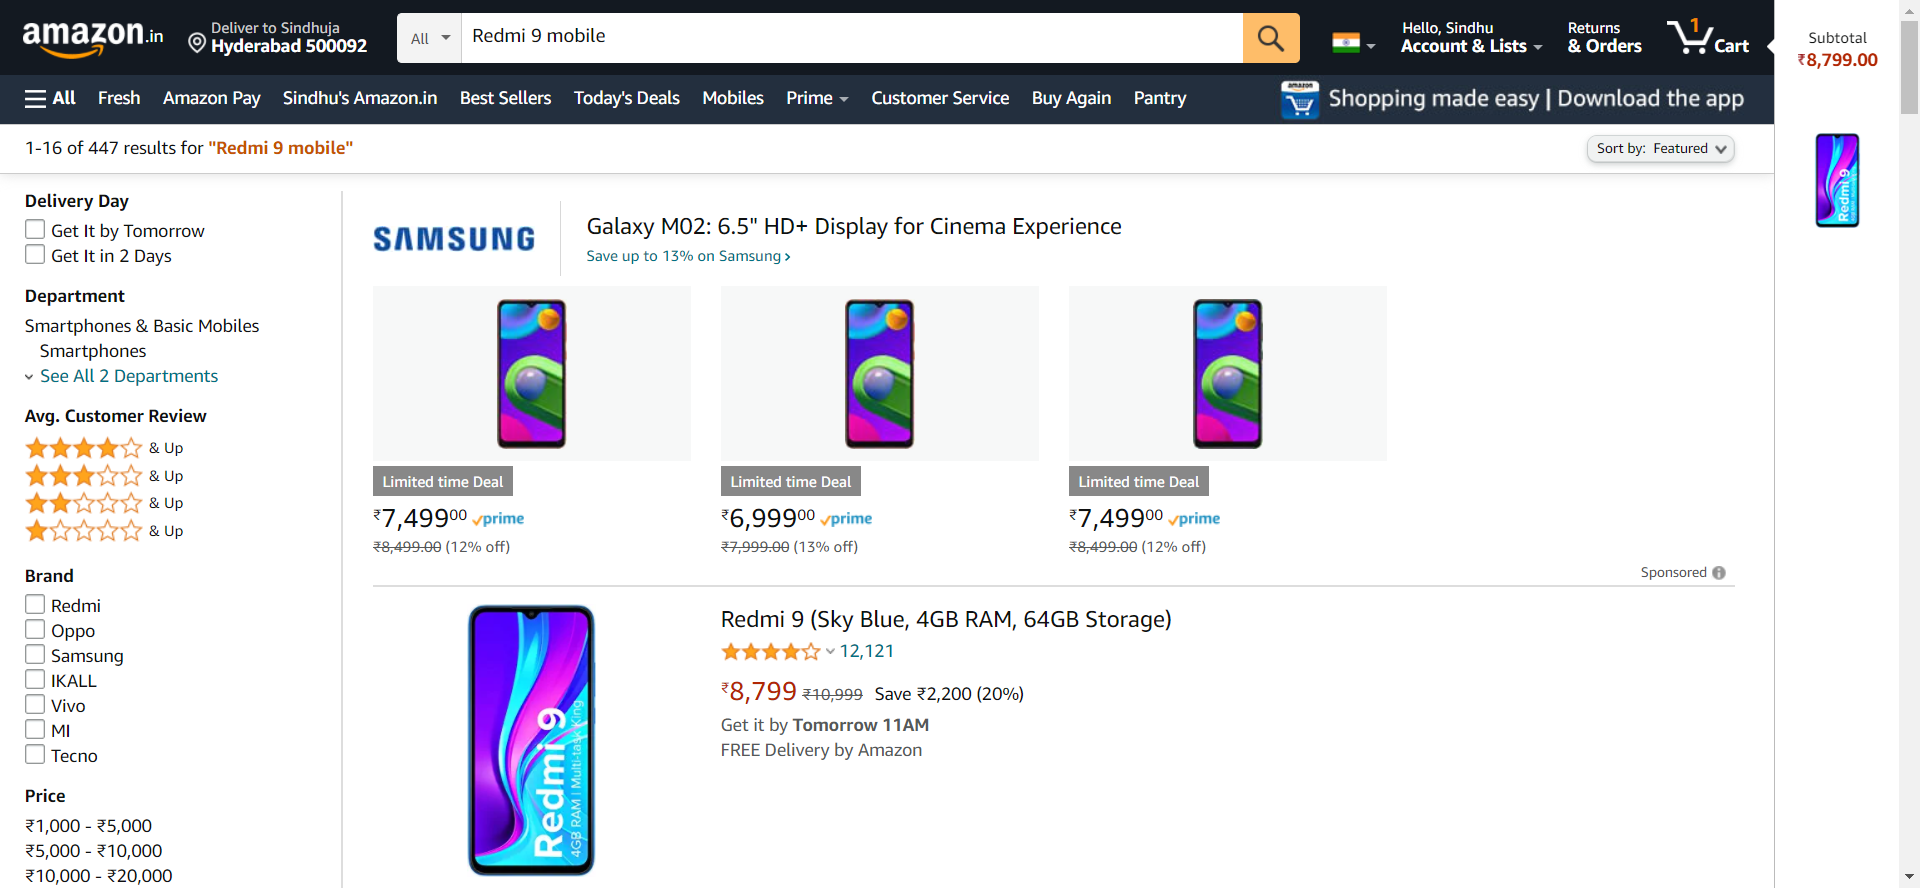 amazon.in
Deliver to Sindhuja
Hyderabad 500092
All
Redmi 9 mobile
Hello, Sindhu
Account & Lists
Returns
& Orders
1
Cart
Subtotal
₹8,799.00
All
Fresh
Amazon Pay
Sindhu's Amazon.in
Best Sellers
Today's Deals
Mobiles
Prime
Customer Service
Buy Again
Pantry
amazon
Shopping made easy | Download the app
1-16 of 447 results for "Redmi 9 mobile"
Sort by: Featured
Redmi 9
Delivery Day
Get It by Tomorrow
Get It in 2 Days
Department
Smartphones & Basic Mobiles
Smartphones
See All 2 Departments
Avg. Customer Review
& Up
& Up
& Up
& Up
Brand
Redmi
Oppo
Samsung
IKALL
Vivo
MI
Tecno
Price
₹1,000 - ₹5,000
₹5,000 - ₹10,000
₹10,000 - ₹20,000
SAMSUNG
Galaxy M02: 6.5" HD+ Display for Cinema Experience
Save up to 13% on Samsung ›
Limited time Deal
₹7,49900 prime
₹8,499.00 (12% off)
Limited time Deal
₹6,99900 prime
₹7,999.00 (13% off)
Limited time Deal
₹7,49900 prime
₹8,499.00 (12% off)
Sponsored
Redmi 9
4GB RAM | Multi-task King
Redmi 9 (Sky Blue, 4GB RAM, 64GB Storage)
12,121
₹8,799 ₹10,999 Save ₹2,200 (20%)
Get it by Tomorrow 11AM
FREE Delivery by Amazon